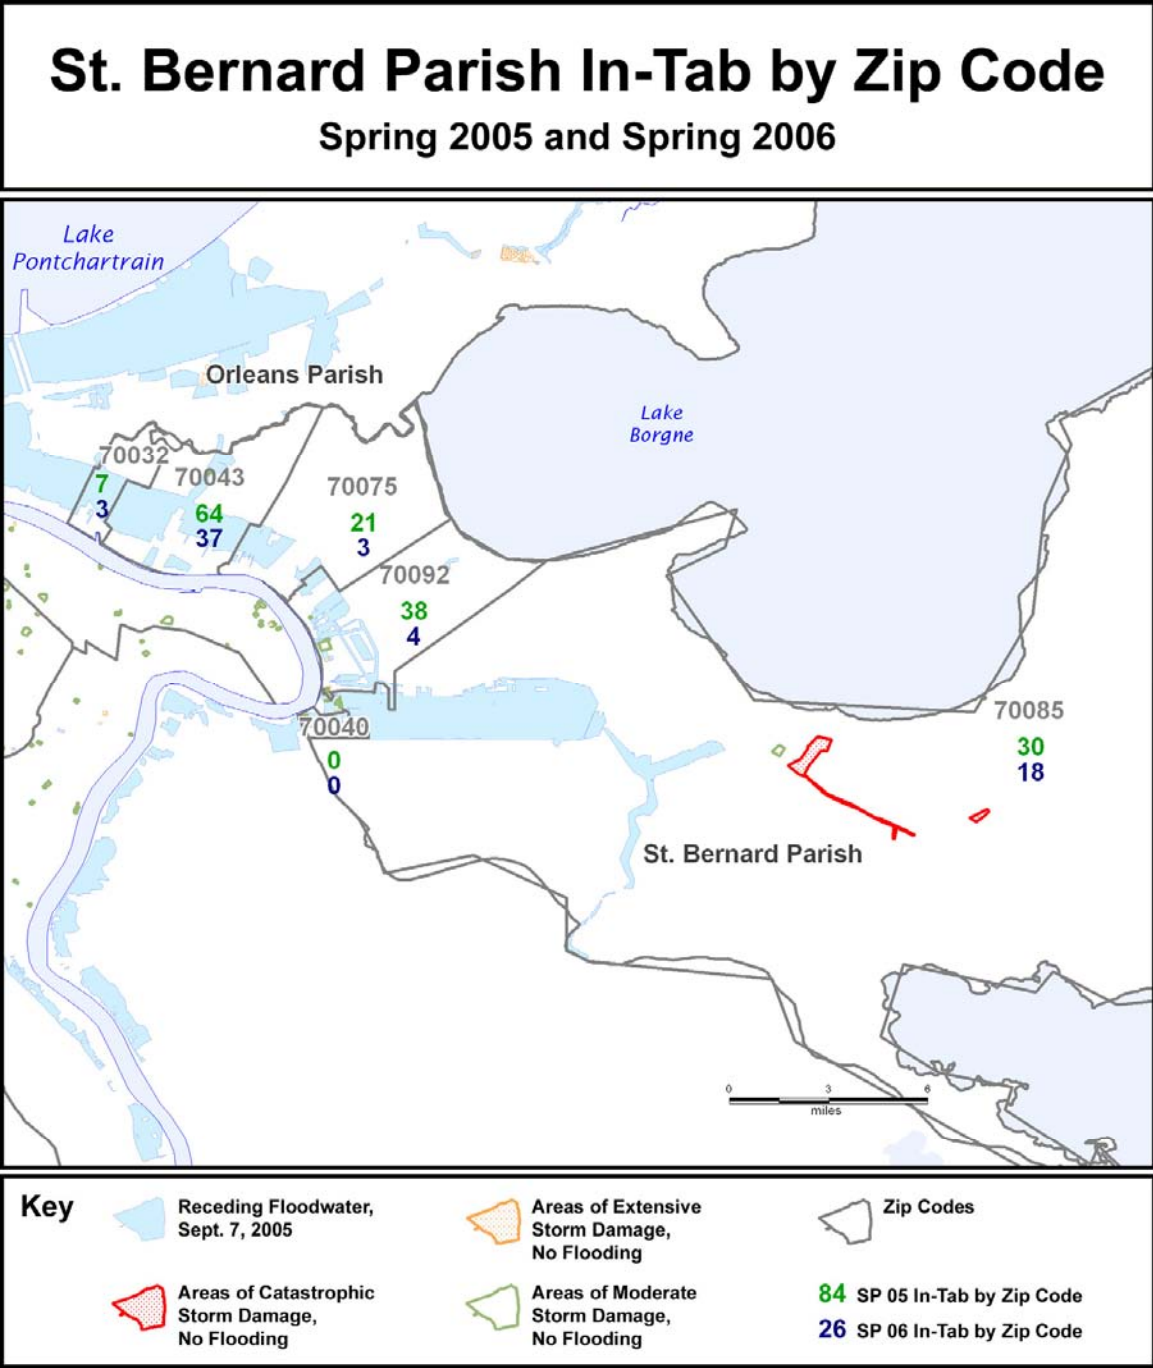 St. Bernard Parish In-Tab by Zip Code
Spring 2005 and Spring 2006
Lake
Pontchartrain
Orleans Parish
Lake
Borgne
70032
7
3
70043
64
37
70075
21
3
70092
38
4
70040
0
0
70085
30
18
St. Bernard Parish
0 3 6
miles
Key
Receding Floodwater,
Sept. 7, 2005
Areas of Extensive
Storm Damage,
No Flooding
Zip Codes
Areas of Catastrophic
Storm Damage,
No Flooding
Areas of Moderate
Storm Damage,
No Flooding
84 SP 05 In-Tab by Zip Code
26 SP 06 In-Tab by Zip Code